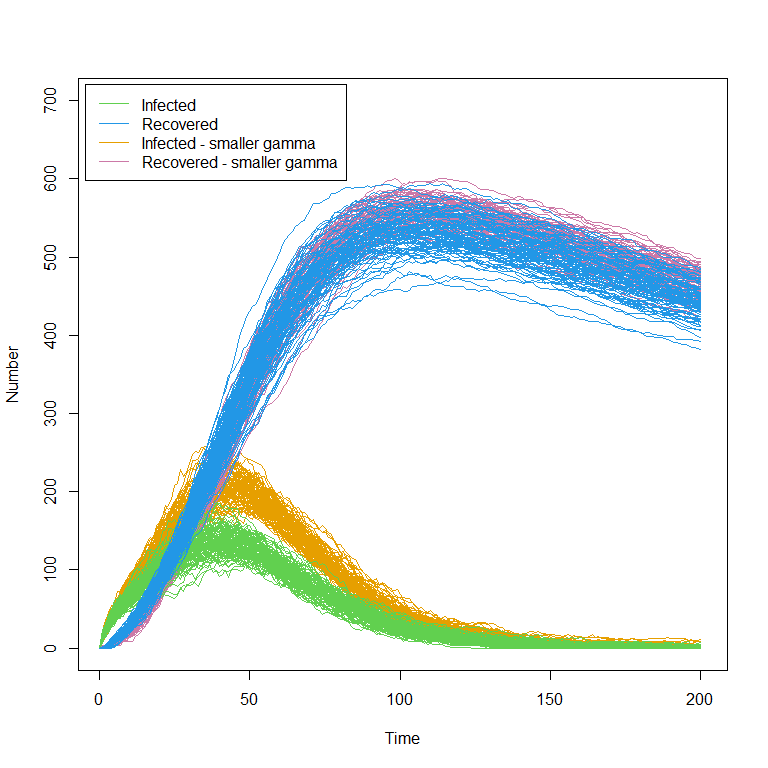 Infected
Recovered
Infected - smaller gamma
Recovered - smaller gamma
700
600
500
400
300
200
100
0
Number
0 50 100 150 200
Time